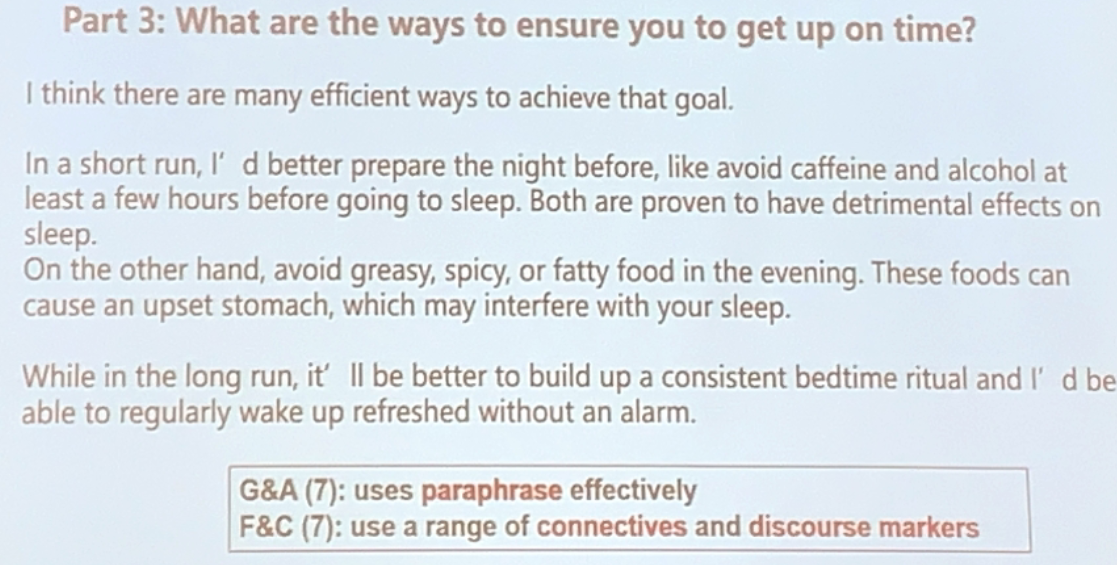 Part 3: What are the ways to ensure you to get up on time?
I think there are many efficient ways to achieve that goal.
In a short run, I' d better prepare the night before, like avoid caffeine and alcohol at
least a few hours before going to sleep. Both are proven to have detrimental effects on
sleep.
On the other hand, avoid greasy, spicy, or fatty food in the evening. These foods can
cause an upset stomach, which may interfere with your sleep.
While in the long run, it' ll be better to build up a consistent bedtime ritual and I' d be
able to regularly wake up refreshed without an alarm.
G&A (7): uses paraphrase effectively
F&C (7): use a range of connectives and discourse markers